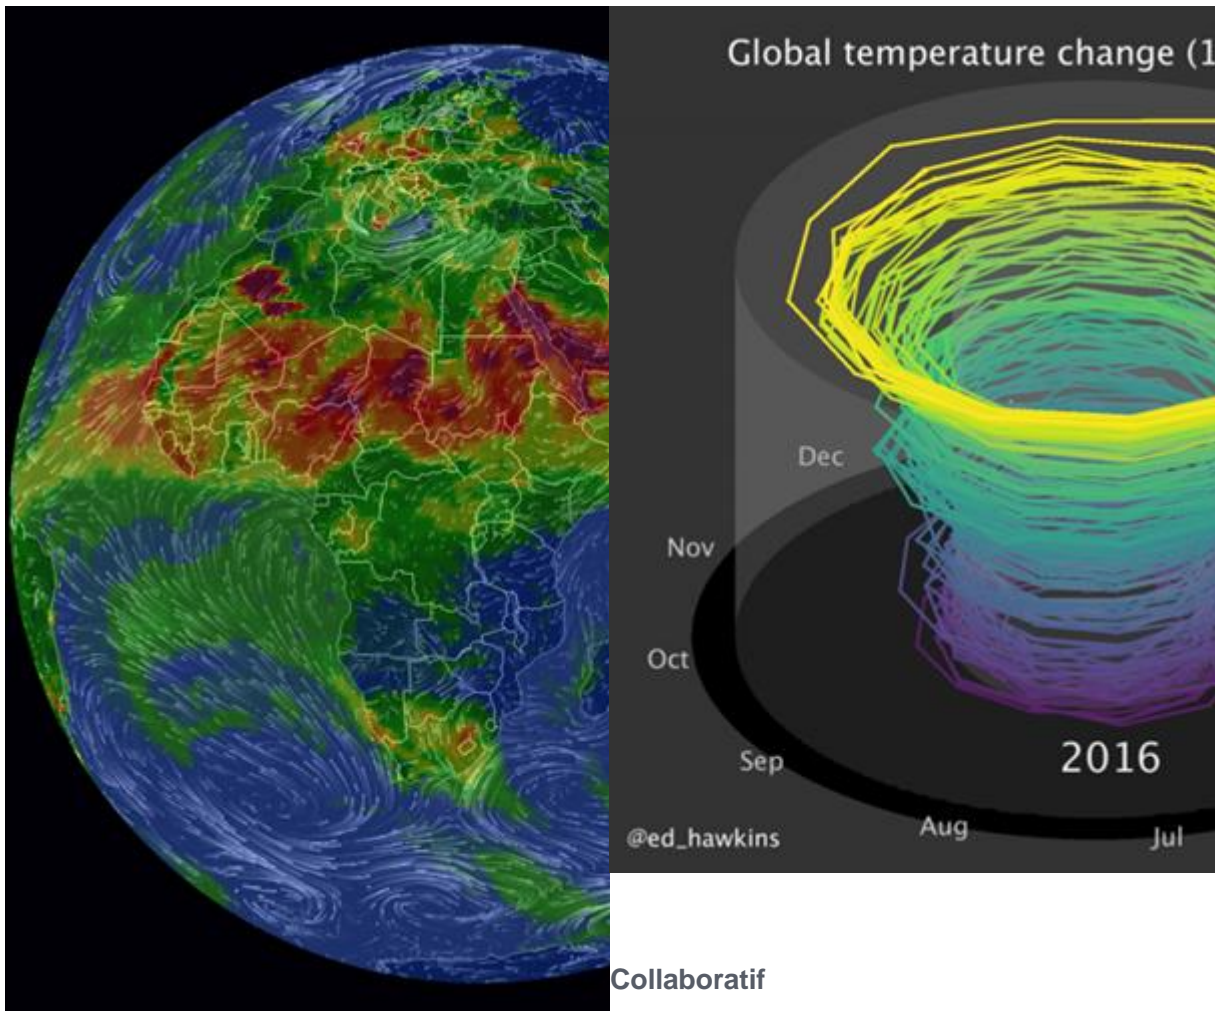 Global temperature change (1
Dec
Nov
Oct
Sep
Aug
Jul
2016
@ed_hawkins
Collaboratif